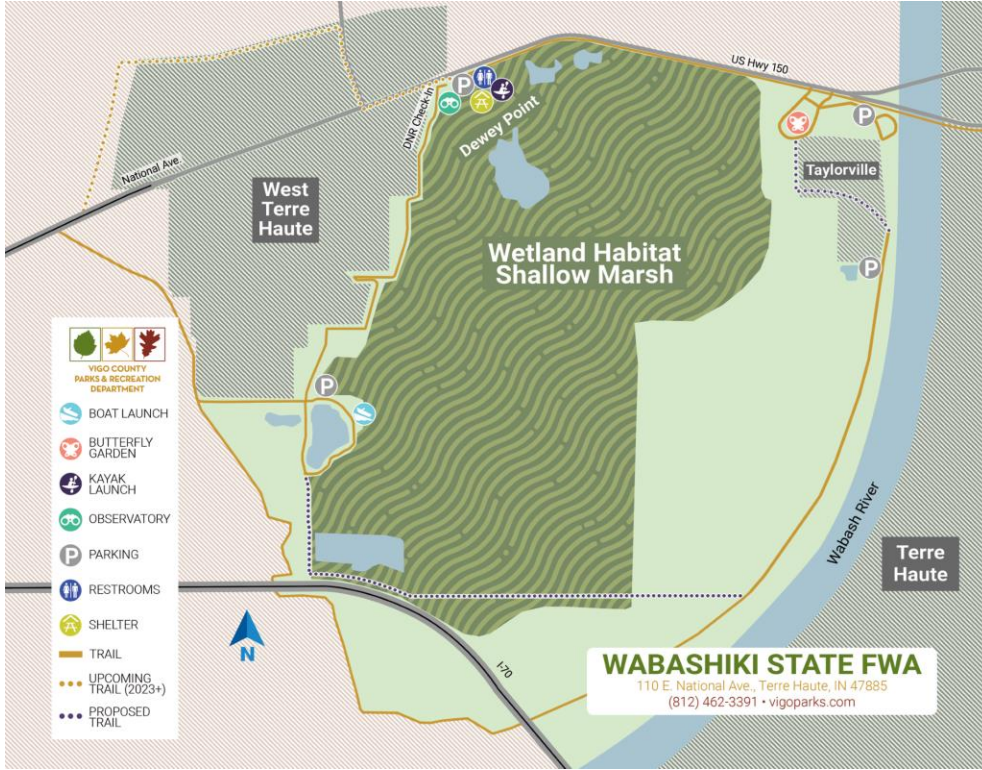 US Hwy 150
DNR Check-In
Dewey Point
National Ave.
P
P
Taylorville
West
Terre
Haute
Wetland Habitat
Shallow Marsh
P
P
VIGO COUNTY
PARKS & RECREATION
DEPARTMENT
BOAT LAUNCH
BUTTERFLY
GARDEN
KAYAK
LAUNCH
OBSERVATORY
P
PARKING
RESTROOMS
SHELTER
TRAIL
UPCOMING
TRAIL (2023+)
PROPOSED
TRAIL
N
I-70
Wabash River
Terre
Haute
WABASHIKI STATE FWA
110 E. National Ave., Terre Haute, IN 47885
(812) 462-3391 • vigoparks.com